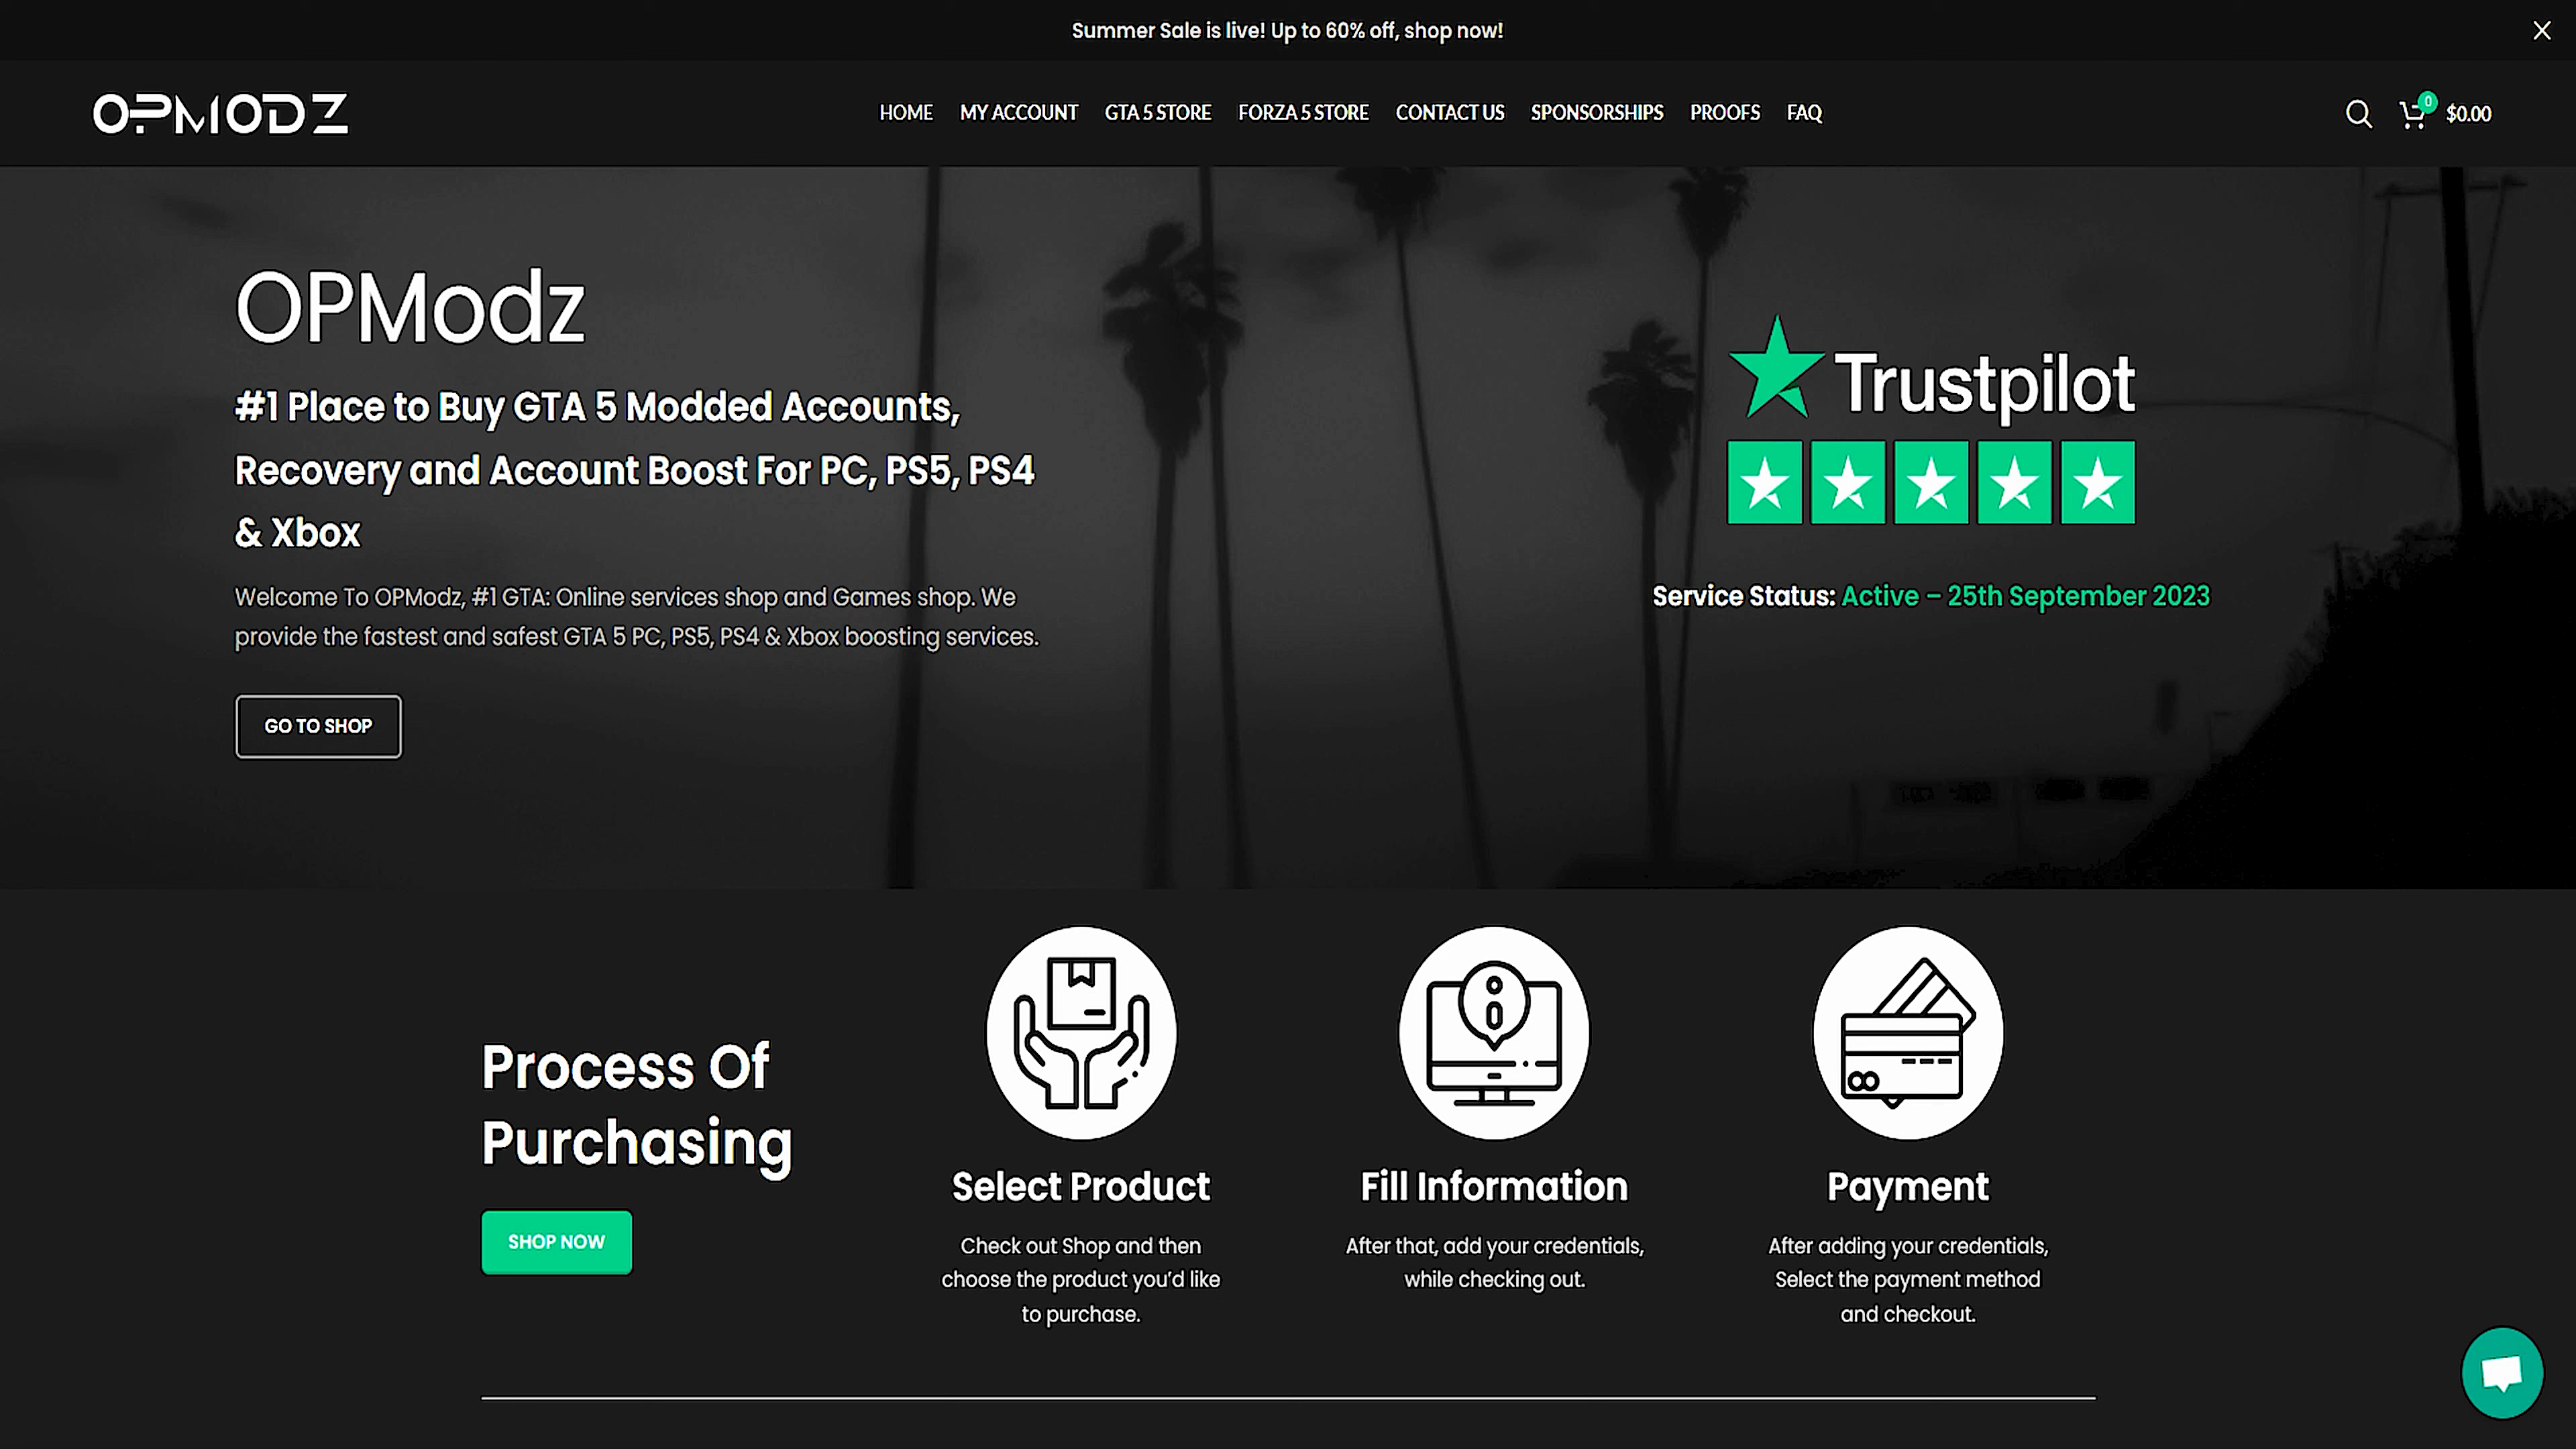 Summer Sale is live! Up to 60% off, shop now!
OPMODZ
HOME MY ACCOUNT GTA 5 STORE FORZA 5 STORE CONTACT US SPONSORSHIPS PROOFS FAQ
0 $0.00
OPModz
#1 Place to Buy GTA 5 Modded Accounts,
Recovery and Account Boost For PC, PS5, PS4
& Xbox
Welcome To OPModz, #1 GTA: Online services shop and Games shop. We
provide the fastest and safest GTA 5 PC, PS5, PS4 & Xbox boosting services.
GO TO SHOP
Trustpilot
Service Status: Active – 25th September 2023
Process Of
Purchasing
SHOP NOW
Select Product
Check out Shop and then
choose the product you’d like
to purchase.
Fill Information
After that, add your credentials,
while checking out.
Payment
After adding your credentials,
Select the payment method
and checkout.